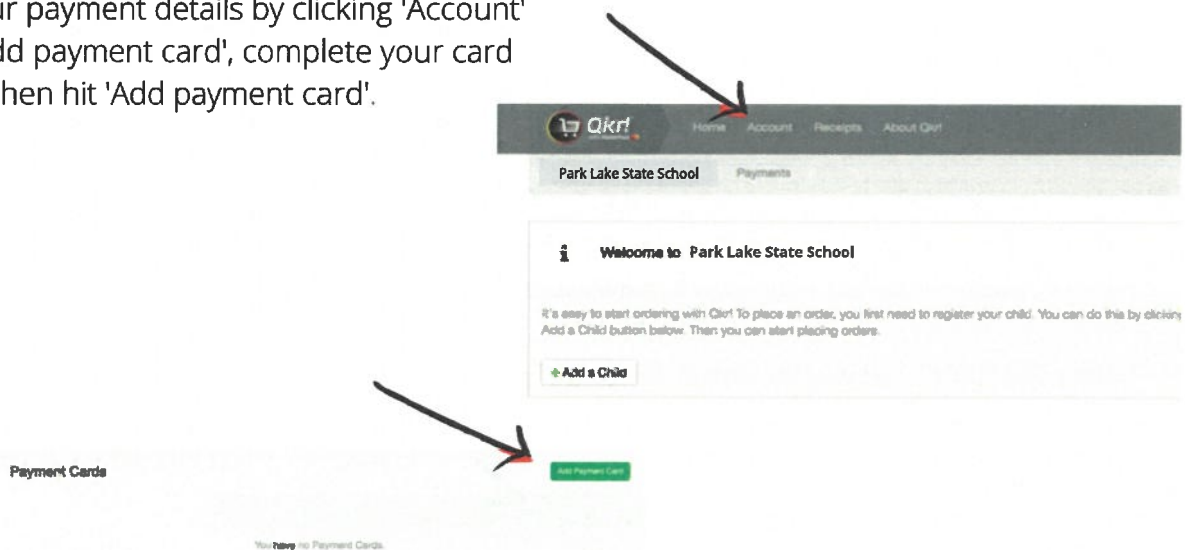 ur payment details by clicking 'Account'
dd payment card', complete your card
hen hit 'Add payment card'.
Qkr!
Home Account Receipts About Qkr!
Park Lake State School Payments
i Welcome to Park Lake State School
It's easy to start ordering with Qkr! To place an order, you first need to register your child. You can do this by clicking
Add a Child button below. Then you can start placing orders.
+ Add a Child
Payment Cards Add Payment Card
You have no Payment Cards.